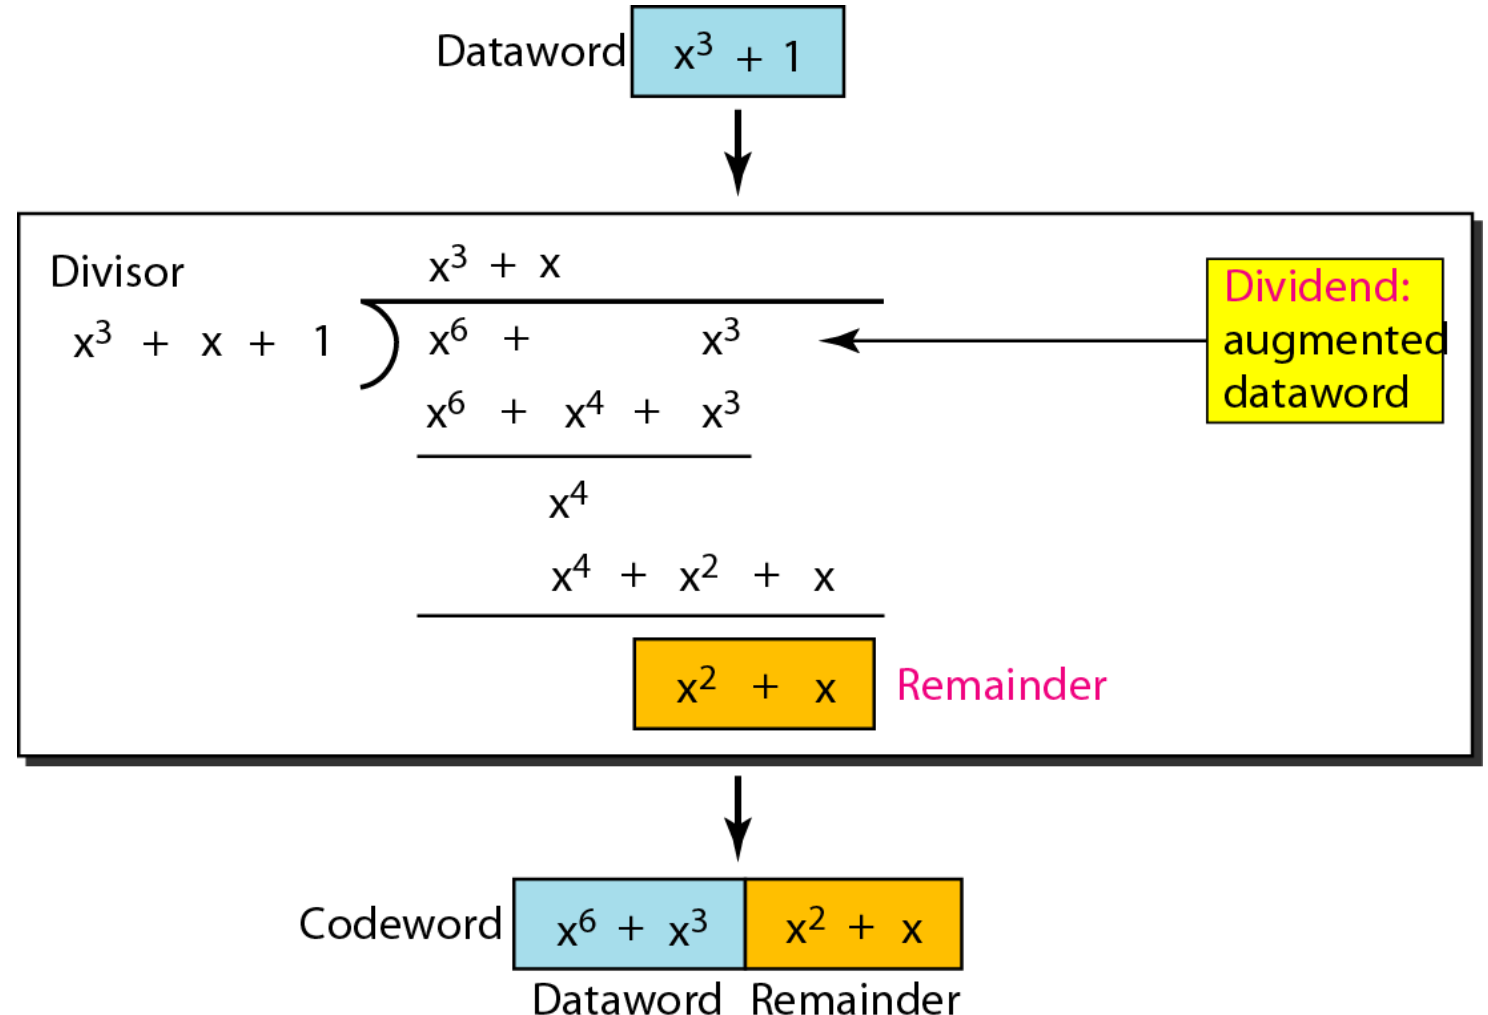 Dataword x³ + 1
Divisor
x³ + x
x³ + x + 1
x⁶ + x³
Dividend:
augmented
dataword
x⁶ + x⁴ + x³
x⁴
x⁴ + x² + x
x² + x Remainder
Codeword x⁶ + x³ x² + x
Dataword Remainder